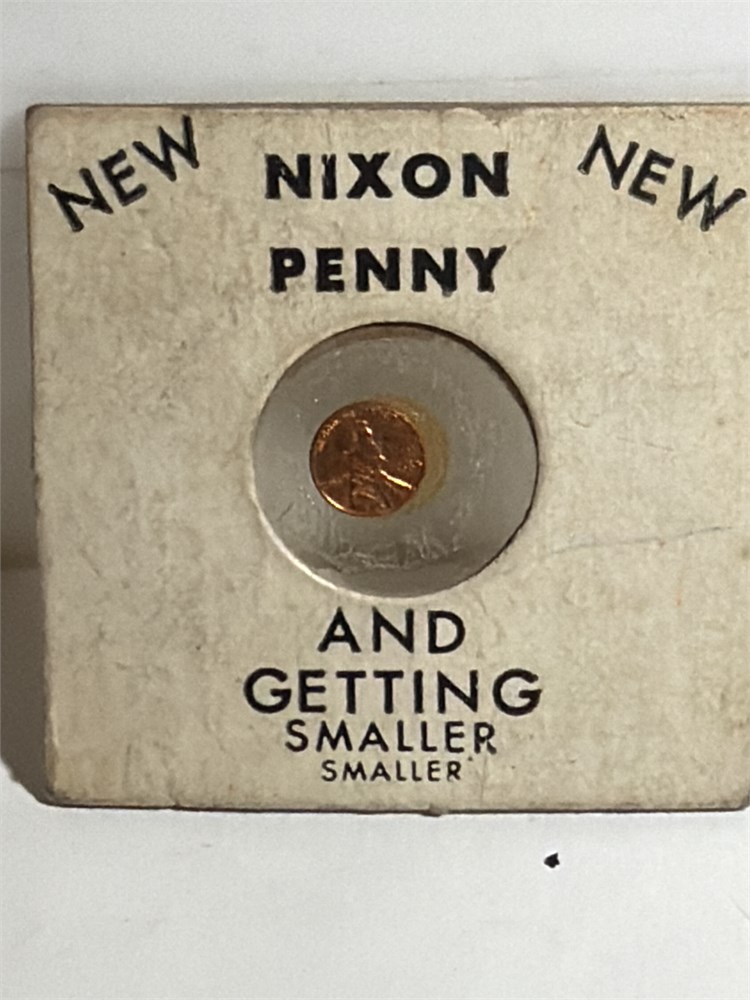 NEW NIXON NEW
PENNY
AND
GETTING
SMALLER
SMALLER